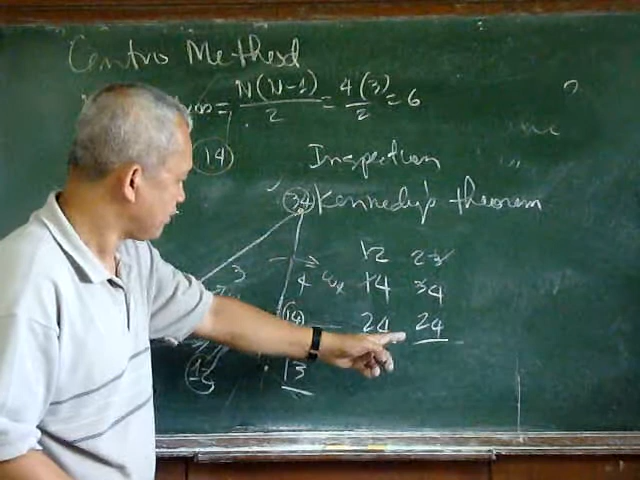 Centro Method
= N(N-1)/2 = 4(3)/2 = 6
14
Inspection
34 Kennedy's theorem
12 23
3
4 14 34
14 24 24
13